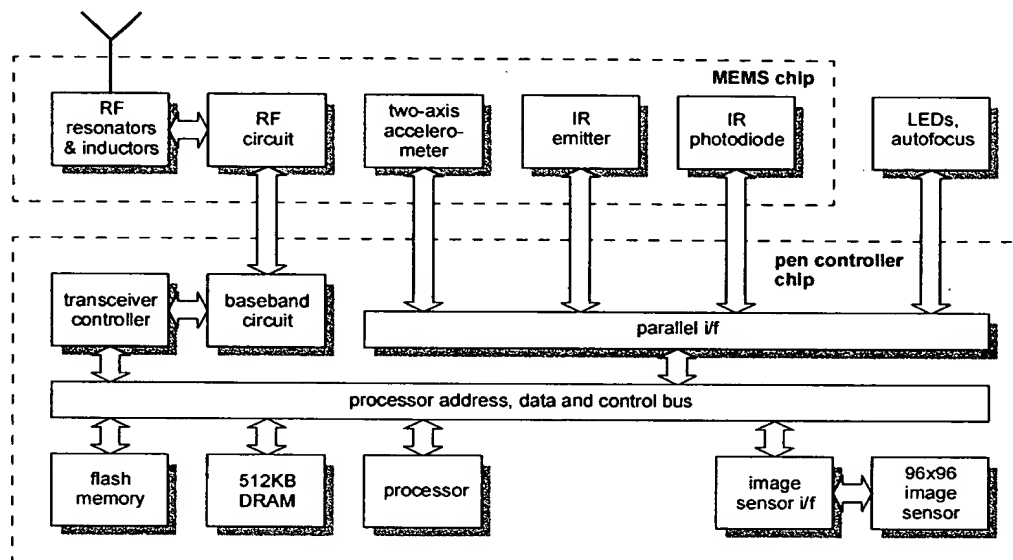 MEMS chip
RF
resonators
& inductors
RF
circuit
two-axis
accelero-
meter
IR
emitter
IR
photodiode
LEDs,
autofocus
pen controller
chip
transceiver
controller
baseband
circuit
parallel i/f
processor address, data and control bus
flash
memory
512KB
DRAM
processor
image
sensor i/f
96x96
image
sensor